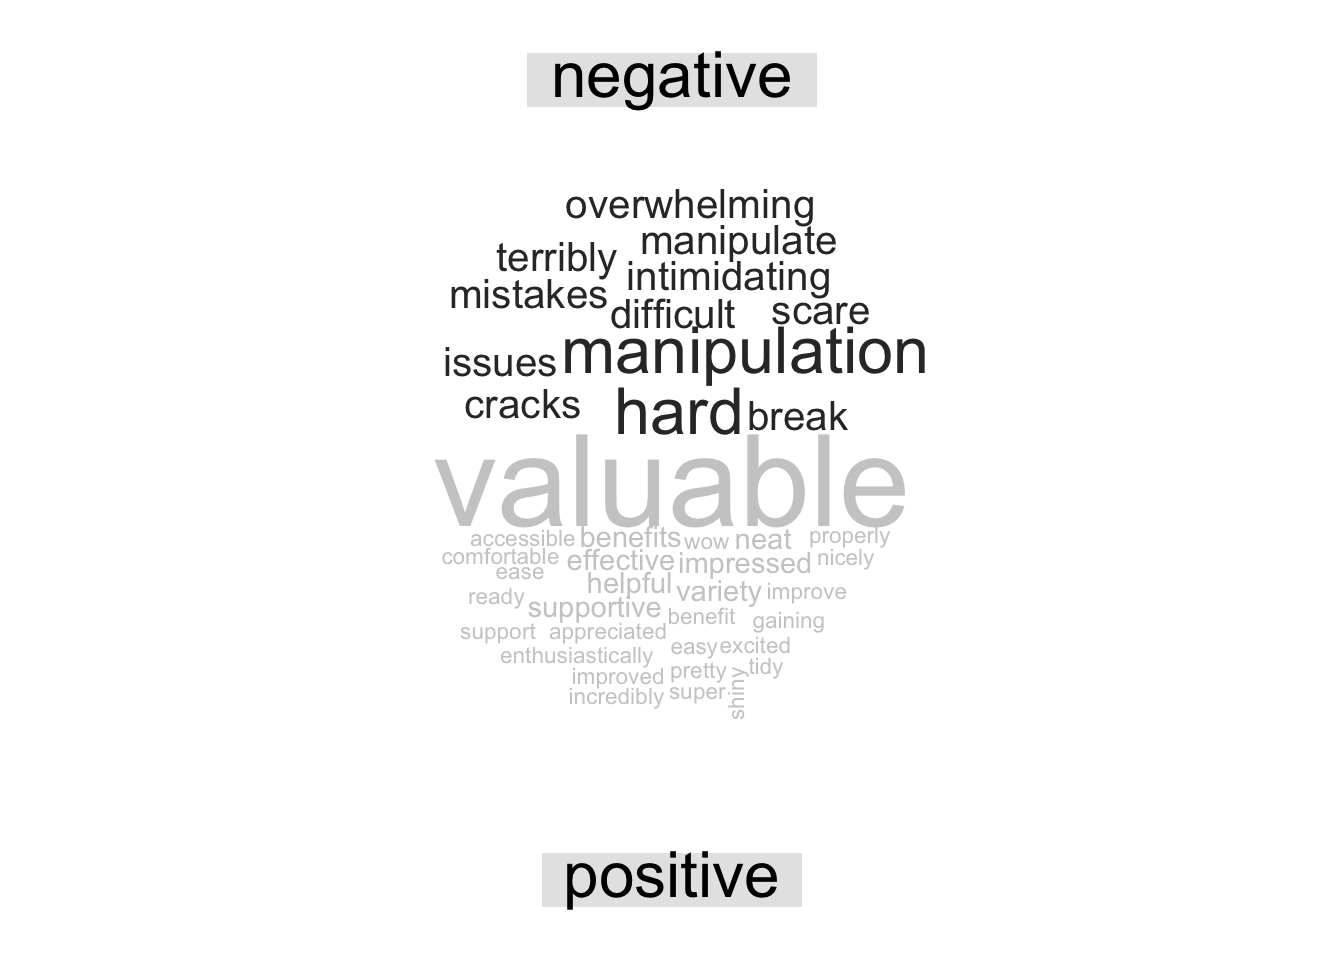 negative
overwhelming
manipulate
terribly
intimidating
mistakes
difficult
scare
issues
manipulation
cracks
hard
break
valuable
accessible
benefits
wow
neat
properly
comfortable
effective
impressed
nicely
ease
helpful
variety
improve
ready
supportive
benefit
gaining
support
appreciated
easy
excited
enthusiastically
improved
pretty
tidy
incredibly
super
shiny
positive